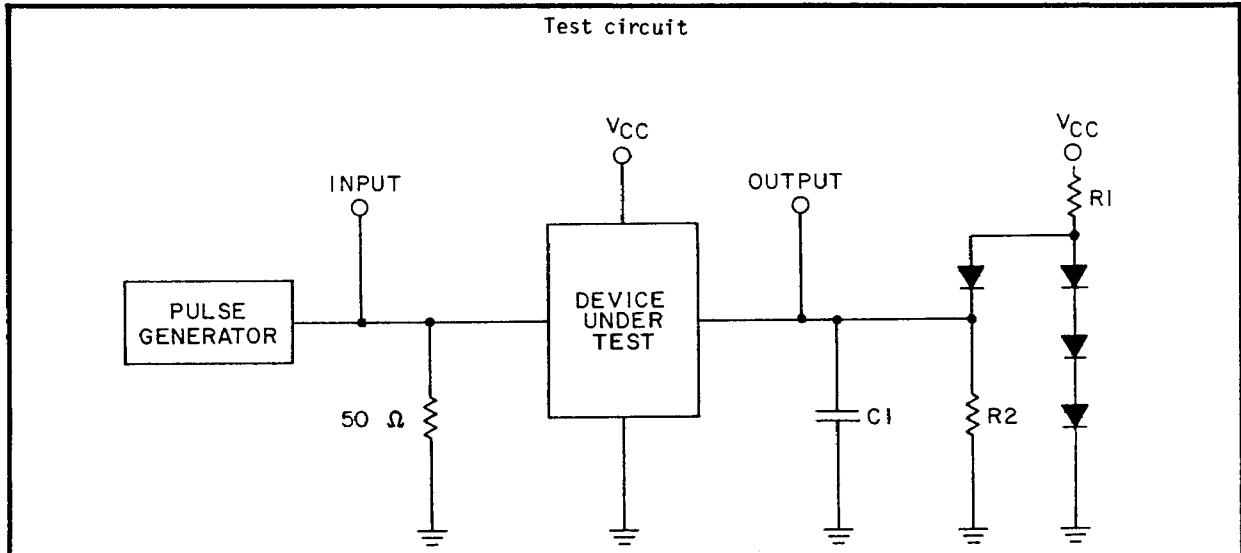 Test circuit
VCC
VCC
R1
INPUT
OUTPUT
PULSE
GENERATOR
DEVICE
UNDER
TEST
50 Ω
C1
R2